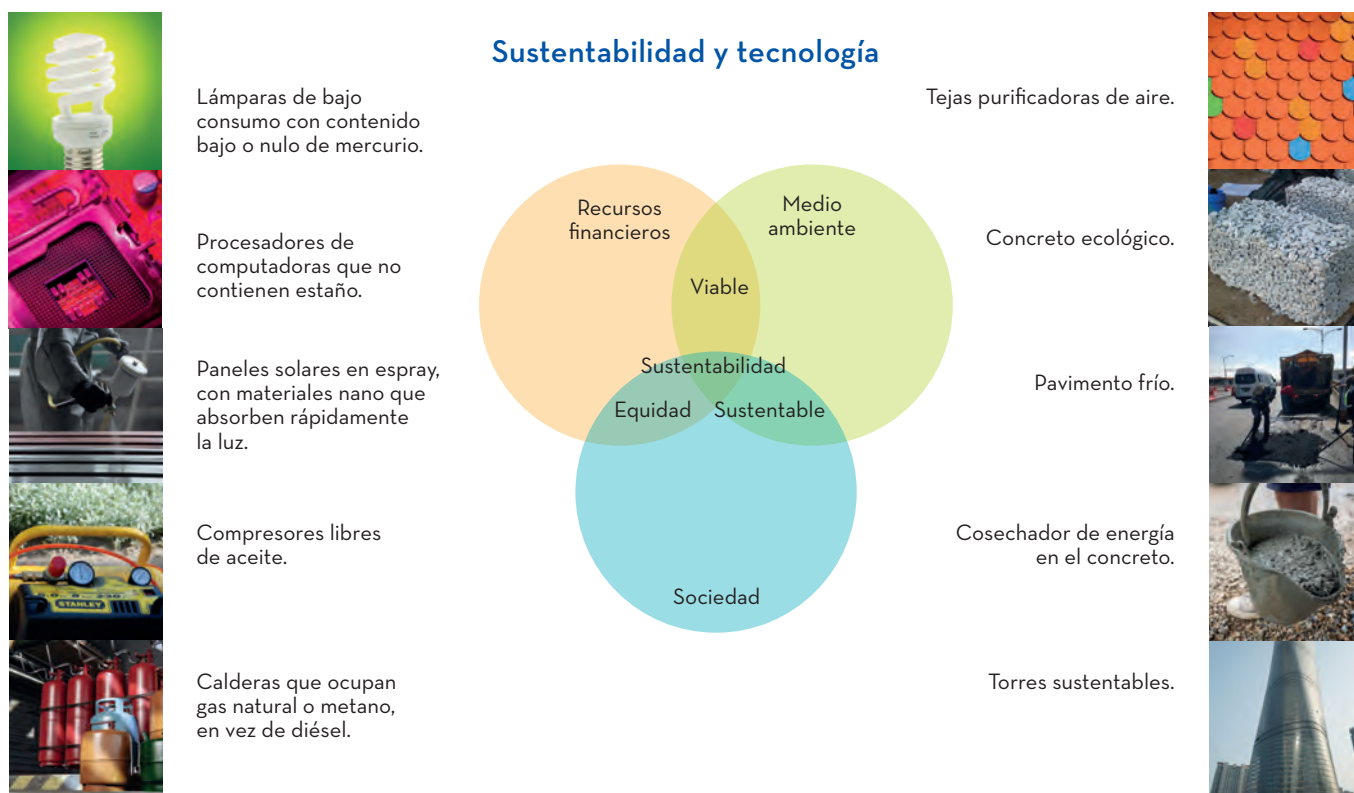 Sustentabilidad y tecnología
Lámparas de bajo
consumo con contenido
bajo o nulo de mercurio.
Procesadores de
computadoras que no
contienen estaño.
Paneles solares en espray,
con materiales nano que
absorben rápidamente
la luz.
STANLEY
Compresores libres
de aceite.
Calderas que ocupan
gas natural o metano,
en vez de diésel.
Recursos
financieros
Medio
ambiente
Viable
Sustentabilidad
Equidad Sustentable
Sociedad
Tejas purificadoras de aire.
Concreto ecológico.
Pavimento frío.
Cosechador de energía
en el concreto.
Torres sustentables.